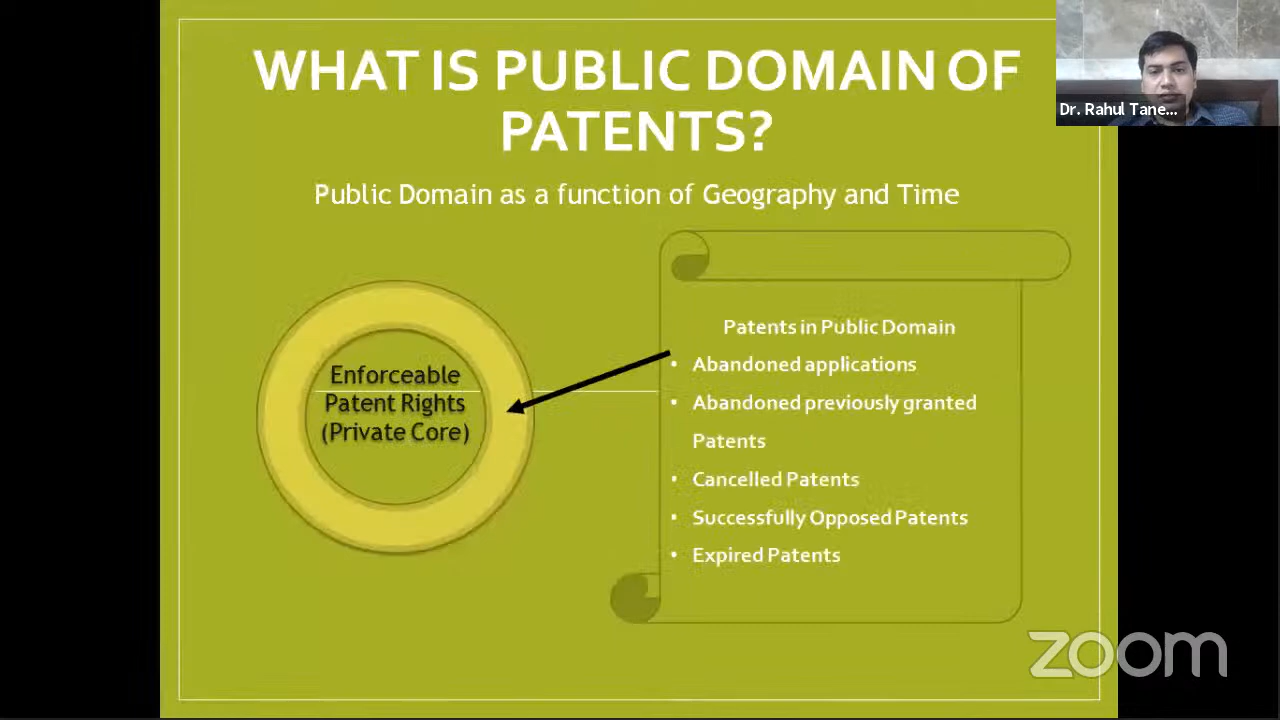 WHAT IS PUBLIC DOMAIN OF
PATENTS?
Dr. Rahul Tane...
Public Domain as a function of Geography and Time
Enforceable
Patent Rights
(Private Core)
Patents in Public Domain
• Abandoned applications
• Abandoned previously granted
Patents
• Cancelled Patents
• Successfully Opposed Patents
• Expired Patents
zoom